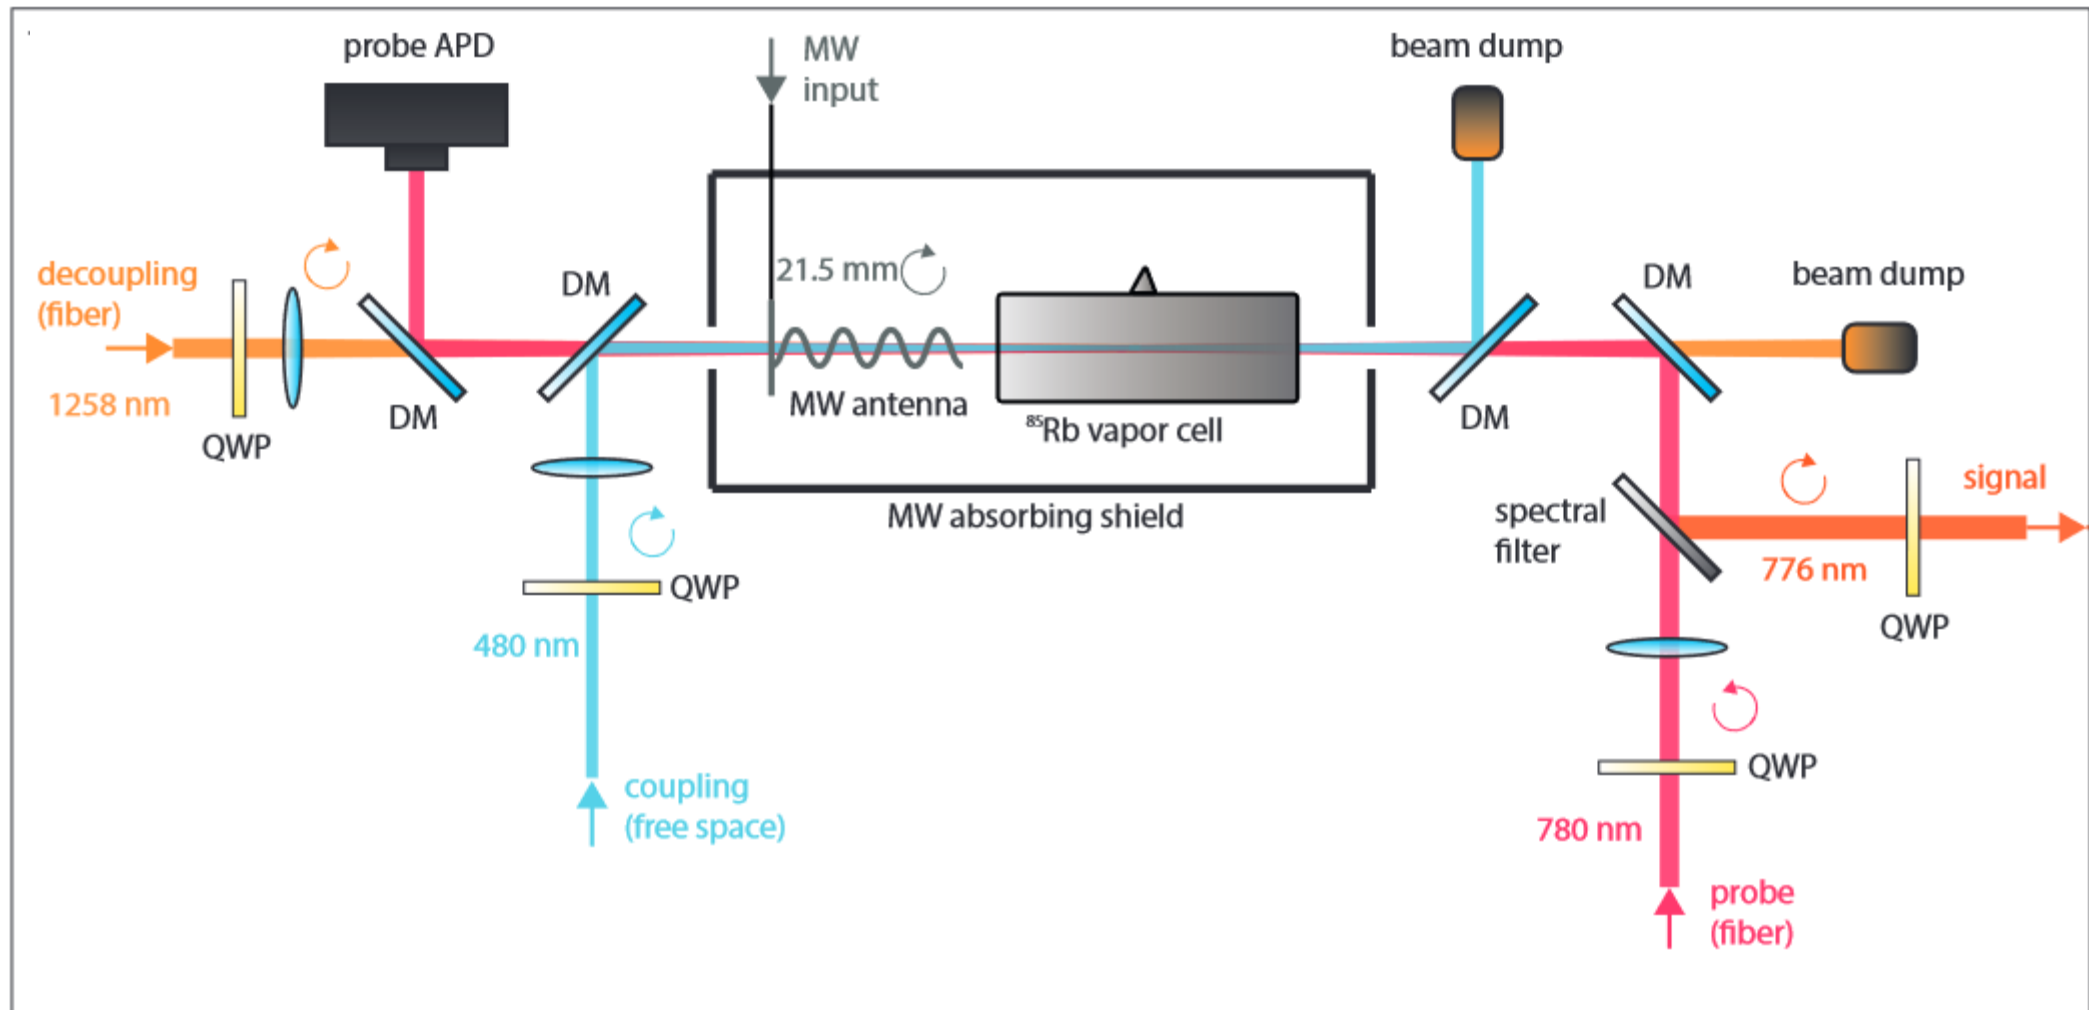 probe APD
MW
input
beam dump
decoupling
(fiber)
DM
21.5 mm
DM
beam dump
1258 nm
QWP
DM
MW antenna
⁸⁵Rb vapor cell
DM
MW absorbing shield
spectral
filter
signal
776 nm
QWP
QWP
480 nm
coupling
(free space)
QWP
780 nm
probe
(fiber)